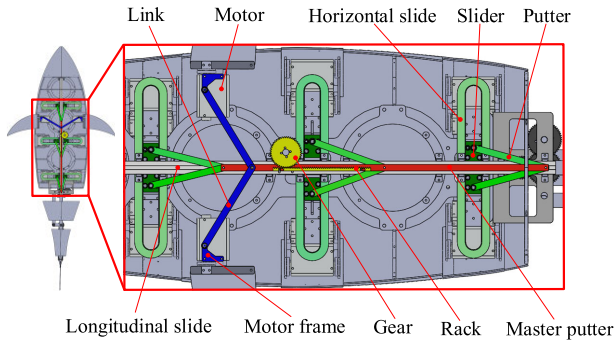 Link
Motor
Horizontal slide
Slider
Putter
Longitudinal slide
Motor frame
Gear
Rack
Master putter